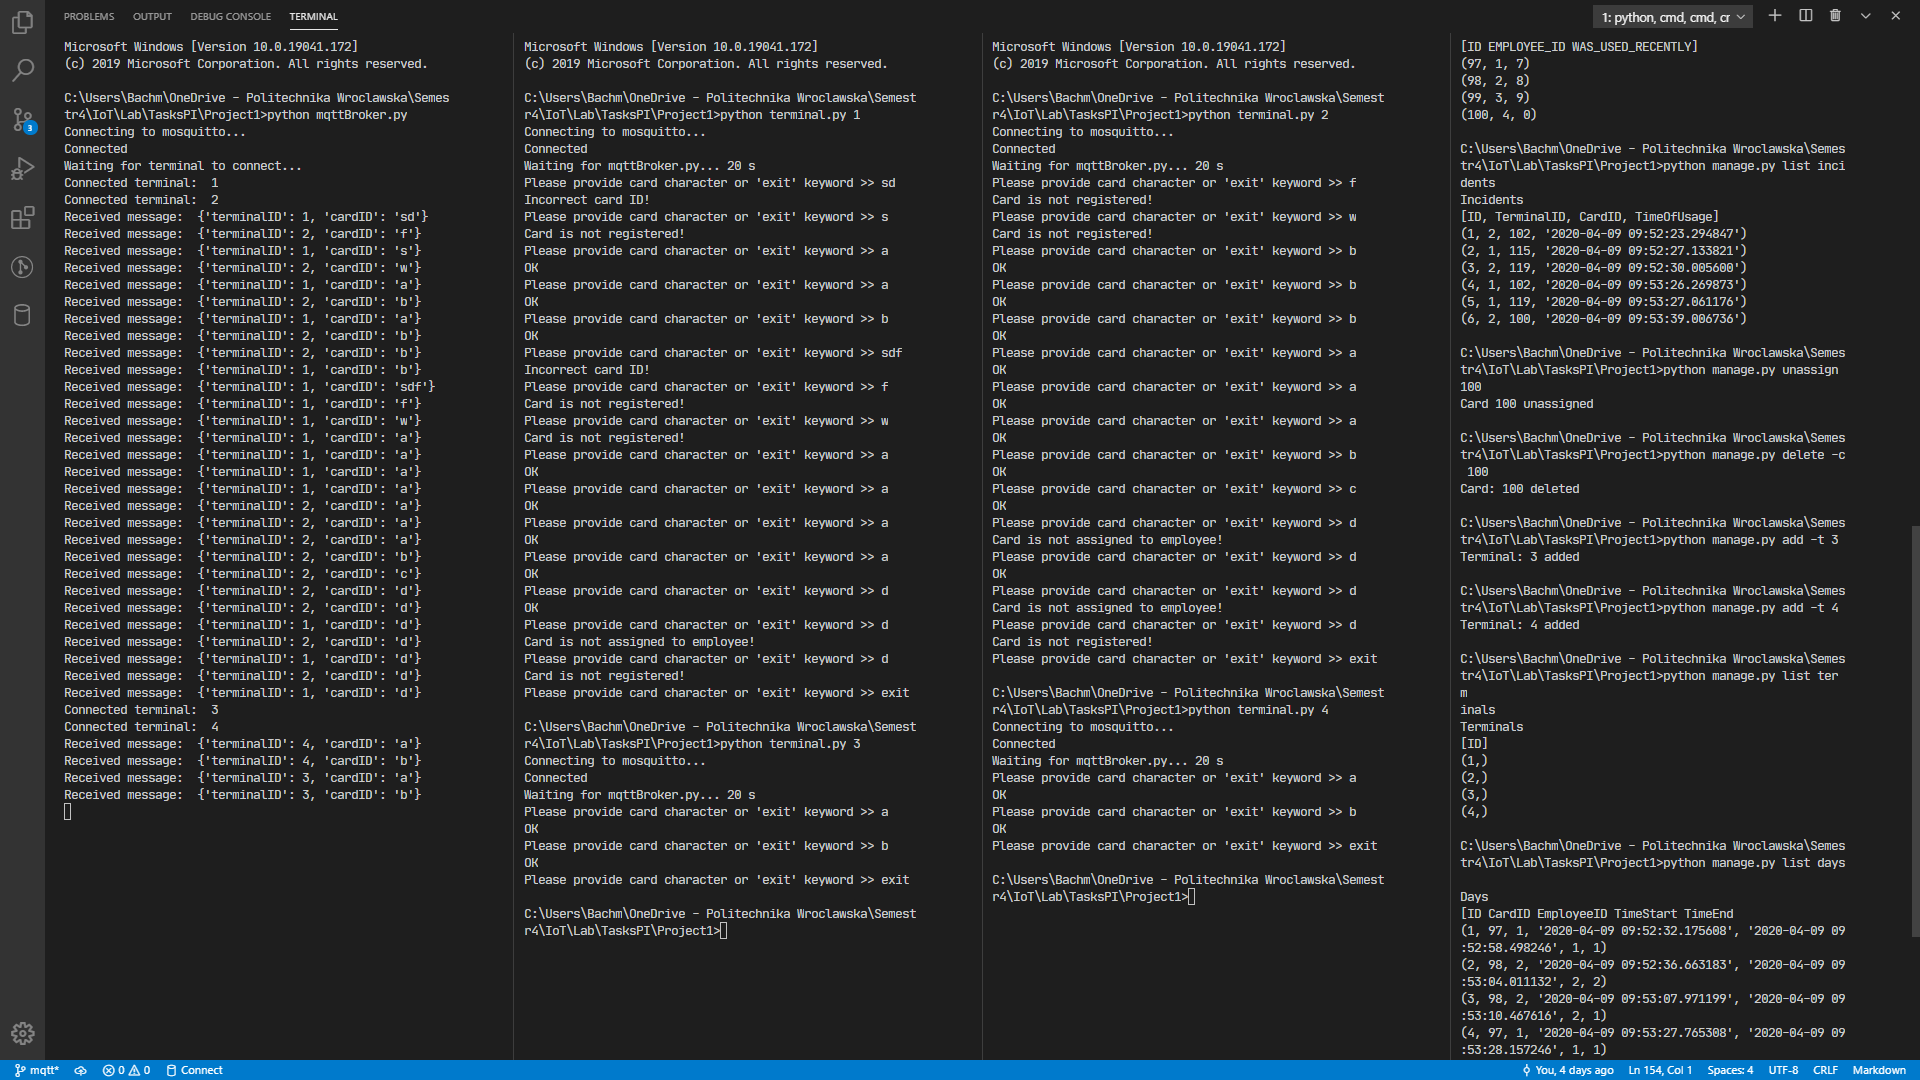 PROBLEMS
OUTPUT
DEBUG CONSOLE
TERMINAL
1: python, cmd, cmd, cr
3
Microsoft Windows [Version 10.0.19041.172]
(c) 2019 Microsoft Corporation. All rights reserved.
C:\Users\Bachm\OneDrive - Politechnika Wroclawska\Semes
tr4\IoT\Lab\TasksPI\Project1>python mqttBroker.py
Connecting to mosquitto...
Connected
Waiting for terminal to connect...
Connected terminal:  1
Connected terminal:  2
Received message:  {'terminalID': 1, 'cardID': 'sd'}
Received message:  {'terminalID': 2, 'cardID': 'f'}
Received message:  {'terminalID': 1, 'cardID': 's'}
Received message:  {'terminalID': 2, 'cardID': 'w'}
Received message:  {'terminalID': 1, 'cardID': 'a'}
Received message:  {'terminalID': 2, 'cardID': 'b'}
Received message:  {'terminalID': 1, 'cardID': 'a'}
Received message:  {'terminalID': 2, 'cardID': 'b'}
Received message:  {'terminalID': 2, 'cardID': 'b'}
Received message:  {'terminalID': 1, 'cardID': 'b'}
Received message:  {'terminalID': 1, 'cardID': 'sdf'}
Received message:  {'terminalID': 1, 'cardID': 'f'}
Received message:  {'terminalID': 1, 'cardID': 'w'}
Received message:  {'terminalID': 1, 'cardID': 'a'}
Received message:  {'terminalID': 1, 'cardID': 'a'}
Received message:  {'terminalID': 1, 'cardID': 'a'}
Received message:  {'terminalID': 1, 'cardID': 'a'}
Received message:  {'terminalID': 2, 'cardID': 'a'}
Received message:  {'terminalID': 2, 'cardID': 'a'}
Received message:  {'terminalID': 2, 'cardID': 'a'}
Received message:  {'terminalID': 2, 'cardID': 'b'}
Received message:  {'terminalID': 2, 'cardID': 'c'}
Received message:  {'terminalID': 2, 'cardID': 'd'}
Received message:  {'terminalID': 2, 'cardID': 'd'}
Received message:  {'terminalID': 1, 'cardID': 'd'}
Received message:  {'terminalID': 2, 'cardID': 'd'}
Received message:  {'terminalID': 1, 'cardID': 'd'}
Received message:  {'terminalID': 2, 'cardID': 'd'}
Received message:  {'terminalID': 1, 'cardID': 'd'}
Connected terminal:  3
Connected terminal:  4
Received message:  {'terminalID': 4, 'cardID': 'a'}
Received message:  {'terminalID': 4, 'cardID': 'b'}
Received message:  {'terminalID': 3, 'cardID': 'a'}
Received message:  {'terminalID': 3, 'cardID': 'b'}
Microsoft Windows [Version 10.0.19041.172]
(c) 2019 Microsoft Corporation. All rights reserved.
C:\Users\Bachm\OneDrive - Politechnika Wroclawska\Semest
r4\IoT\Lab\TasksPI\Project1>python terminal.py 1
Connecting to mosquitto...
Connected
Waiting for mqttBroker.py... 20 s
Please provide card character or 'exit' keyword >> sd
Incorrect card ID!
Please provide card character or 'exit' keyword >> s
Card is not registered!
Please provide card character or 'exit' keyword >> a
OK
Please provide card character or 'exit' keyword >> a
OK
Please provide card character or 'exit' keyword >> b
OK
Please provide card character or 'exit' keyword >> sdf
Incorrect card ID!
Please provide card character or 'exit' keyword >> f
Card is not registered!
Please provide card character or 'exit' keyword >> w
Card is not registered!
Please provide card character or 'exit' keyword >> a
OK
Please provide card character or 'exit' keyword >> a
OK
Please provide card character or 'exit' keyword >> a
OK
Please provide card character or 'exit' keyword >> a
OK
Please provide card character or 'exit' keyword >> d
OK
Please provide card character or 'exit' keyword >> d
Card is not assigned to employee!
Please provide card character or 'exit' keyword >> d
Card is not registered!
Please provide card character or 'exit' keyword >> exit
C:\Users\Bachm\OneDrive - Politechnika Wroclawska\Semest
r4\IoT\Lab\TasksPI\Project1>python terminal.py 3
Connecting to mosquitto...
Connected
Waiting for mqttBroker.py... 20 s
Please provide card character or 'exit' keyword >> a
OK
Please provide card character or 'exit' keyword >> b
OK
Please provide card character or 'exit' keyword >> exit
C:\Users\Bachm\OneDrive - Politechnika Wroclawska\Semest
r4\IoT\Lab\TasksPI\Project1>
Microsoft Windows [Version 10.0.19041.172]
(c) 2019 Microsoft Corporation. All rights reserved.
C:\Users\Bachm\OneDrive - Politechnika Wroclawska\Semest
r4\IoT\Lab\TasksPI\Project1>python terminal.py 2
Connecting to mosquitto...
Connected
Waiting for mqttBroker.py... 20 s
Please provide card character or 'exit' keyword >> f
Card is not registered!
Please provide card character or 'exit' keyword >> w
Card is not registered!
Please provide card character or 'exit' keyword >> b
OK
Please provide card character or 'exit' keyword >> b
OK
Please provide card character or 'exit' keyword >> b
OK
Please provide card character or 'exit' keyword >> a
OK
Please provide card character or 'exit' keyword >> a
OK
Please provide card character or 'exit' keyword >> a
OK
Please provide card character or 'exit' keyword >> b
OK
Please provide card character or 'exit' keyword >> c
OK
Please provide card character or 'exit' keyword >> d
Card is not assigned to employee!
Please provide card character or 'exit' keyword >> d
OK
Please provide card character or 'exit' keyword >> d
Card is not assigned to employee!
Please provide card character or 'exit' keyword >> d
Card is not registered!
Please provide card character or 'exit' keyword >> exit
C:\Users\Bachm\OneDrive - Politechnika Wroclawska\Semest
r4\IoT\Lab\TasksPI\Project1>python terminal.py 4
Connecting to mosquitto...
Connected
Waiting for mqttBroker.py... 20 s
Please provide card character or 'exit' keyword >> a
OK
Please provide card character or 'exit' keyword >> b
OK
Please provide card character or 'exit' keyword >> exit
C:\Users\Bachm\OneDrive - Politechnika Wroclawska\Semest
r4\IoT\Lab\TasksPI\Project1>
[ID EMPLOYEE_ID WAS_USED_RECENTLY]
(97, 1, 7)
(98, 2, 8)
(99, 3, 9)
(100, 4, 0)
C:\Users\Bachm\OneDrive - Politechnika Wroclawska\Semes
tr4\IoT\Lab\TasksPI\Project1>python manage.py list inci
dents
Incidents
[ID, TerminalID, CardID, TimeOfUsage]
(1, 2, 102, '2020-04-09 09:52:23.294847')
(2, 1, 115, '2020-04-09 09:52:27.133821')
(3, 2, 119, '2020-04-09 09:52:30.005600')
(4, 1, 102, '2020-04-09 09:53:26.269873')
(5, 1, 119, '2020-04-09 09:53:27.061176')
(6, 2, 100, '2020-04-09 09:53:39.006736')
C:\Users\Bachm\OneDrive - Politechnika Wroclawska\Semes
tr4\IoT\Lab\TasksPI\Project1>python manage.py unassign
100
Card 100 unassigned
C:\Users\Bachm\OneDrive - Politechnika Wroclawska\Semes
tr4\IoT\Lab\TasksPI\Project1>python manage.py delete -c
 100
Card: 100 deleted
C:\Users\Bachm\OneDrive - Politechnika Wroclawska\Semes
tr4\IoT\Lab\TasksPI\Project1>python manage.py add -t 3
Terminal: 3 added
C:\Users\Bachm\OneDrive - Politechnika Wroclawska\Semes
tr4\IoT\Lab\TasksPI\Project1>python manage.py add -t 4
Terminal: 4 added
C:\Users\Bachm\OneDrive - Politechnika Wroclawska\Semes
tr4\IoT\Lab\TasksPI\Project1>python manage.py list ter
m
inals
Terminals
[ID]
(1,)
(2,)
(3,)
(4,)
C:\Users\Bachm\OneDrive - Politechnika Wroclawska\Semes
tr4\IoT\Lab\TasksPI\Project1>python manage.py list days
Days
[ID CardID EmployeeID TimeStart TimeEnd
(1, 97, 1, '2020-04-09 09:52:32.175608', '2020-04-09 09
:52:58.498246', 1, 1)
(2, 98, 2, '2020-04-09 09:52:36.663183', '2020-04-09 09
:53:04.011132', 2, 2)
(3, 98, 2, '2020-04-09 09:53:07.971199', '2020-04-09 09
:53:10.467616', 2, 1)
(4, 97, 1, '2020-04-09 09:53:27.765308', '2020-04-09 09
:53:28.157246', 1, 1)
mqtt*
0
0
Connect
You, 4 days ago
Ln 154, Col 1
Spaces: 4
UTF-8
CRLF
Markdown